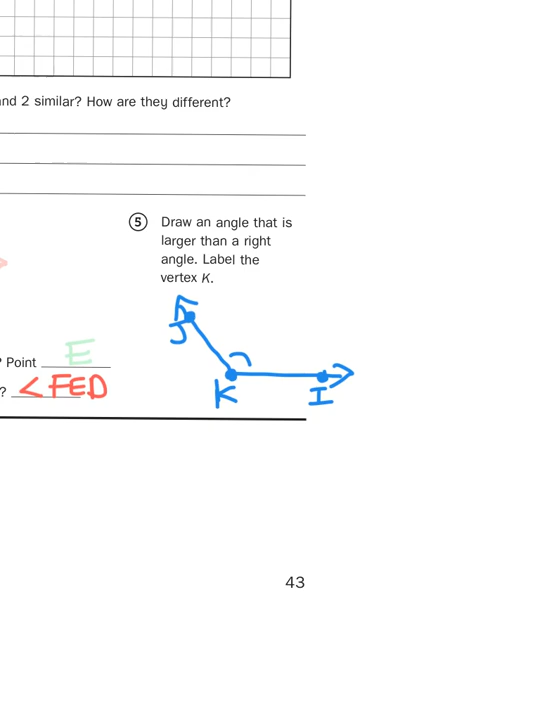 nd 2 similar? How are they different?
5 Draw an angle that is
larger than a right
angle. Label the
vertex K.
J
? Point E
K
I
? <FED
43